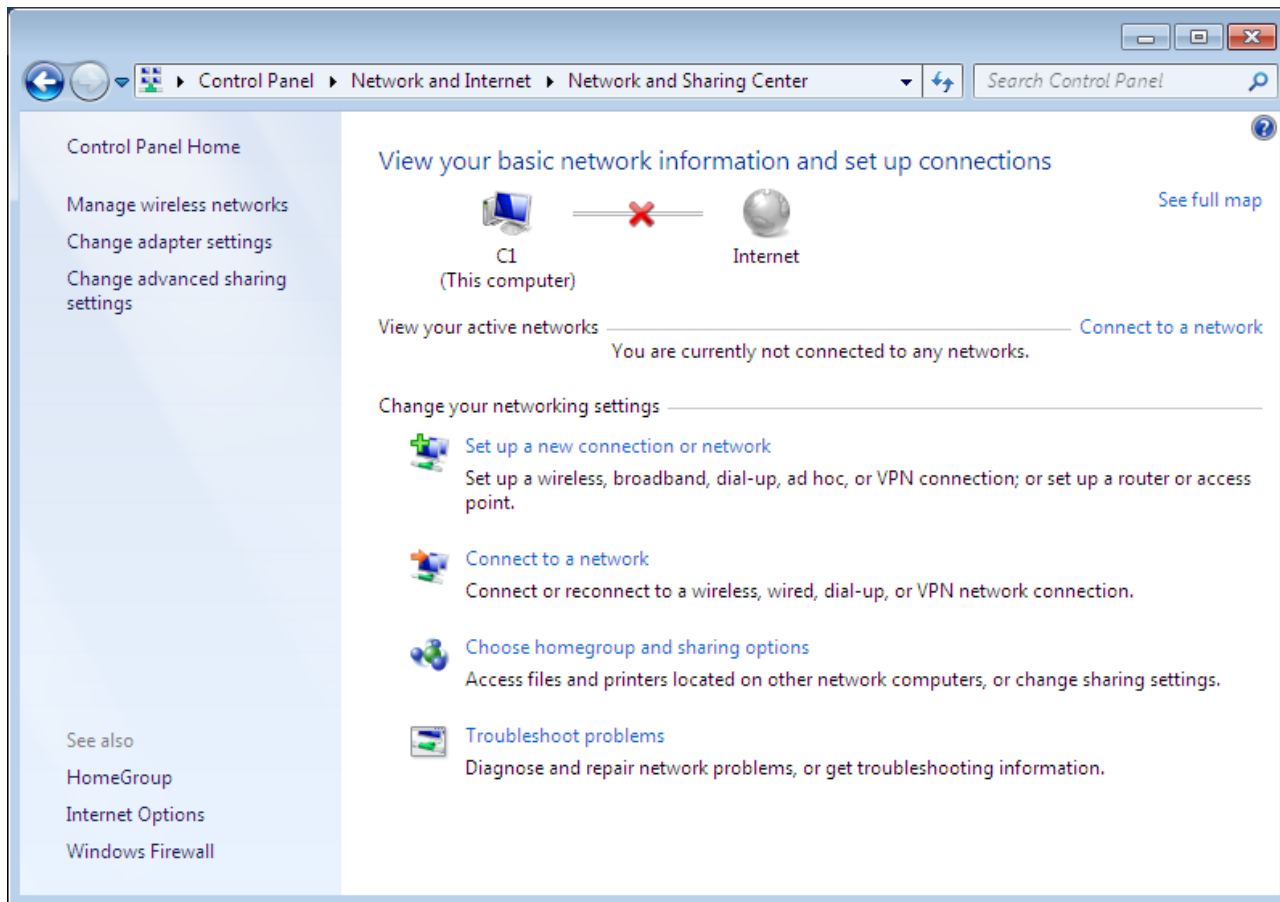 Control Panel Network and Internet Network and Sharing Center Search Control Panel
Control Panel Home
Manage wireless networks
Change adapter settings
Change advanced sharing
settings
View your basic network information and set up connections
See full map
C1
(This computer)
Internet
View your active networks
Connect to a network
You are currently not connected to any networks.
Change your networking settings
Set up a new connection or network
Set up a wireless, broadband, dial-up, ad hoc, or VPN connection; or set up a router or access
point.
Connect to a network
Connect or reconnect to a wireless, wired, dial-up, or VPN network connection.
Choose homegroup and sharing options
Access files and printers located on other network computers, or change sharing settings.
Troubleshoot problems
Diagnose and repair network problems, or get troubleshooting information.
See also
HomeGroup
Internet Options
Windows Firewall